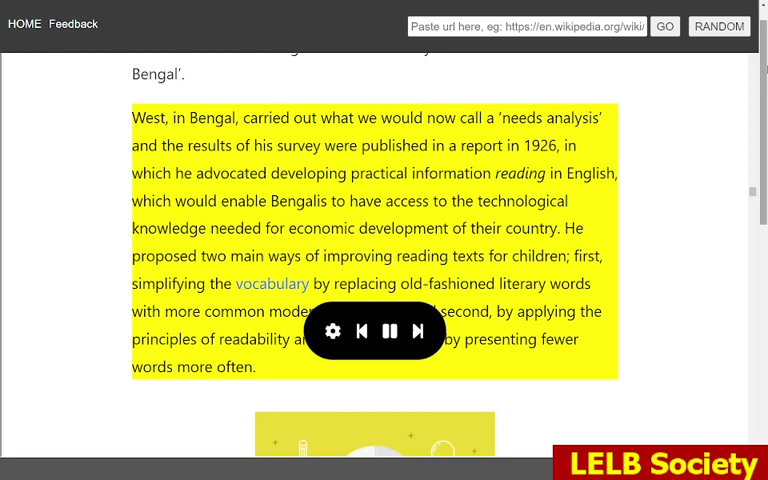 HOME Feedback
Paste url here, eg: https://en.wikipedia.org/wiki/
GO
RANDOM
Bengal’.
West, in Bengal, carried out what we would now call a ‘needs analysis’
and the results of his survey were published in a report in 1926, in
which he advocated developing practical information reading in English,
which would enable Bengalis to have access to the technological
knowledge needed for economic development of their country. He
proposed two main ways of improving reading texts for children; first,
simplifying the vocabulary by replacing old-fashioned literary words
with more common second, by applying the
principles of readability by presenting fewer
words more often.
LELB Society